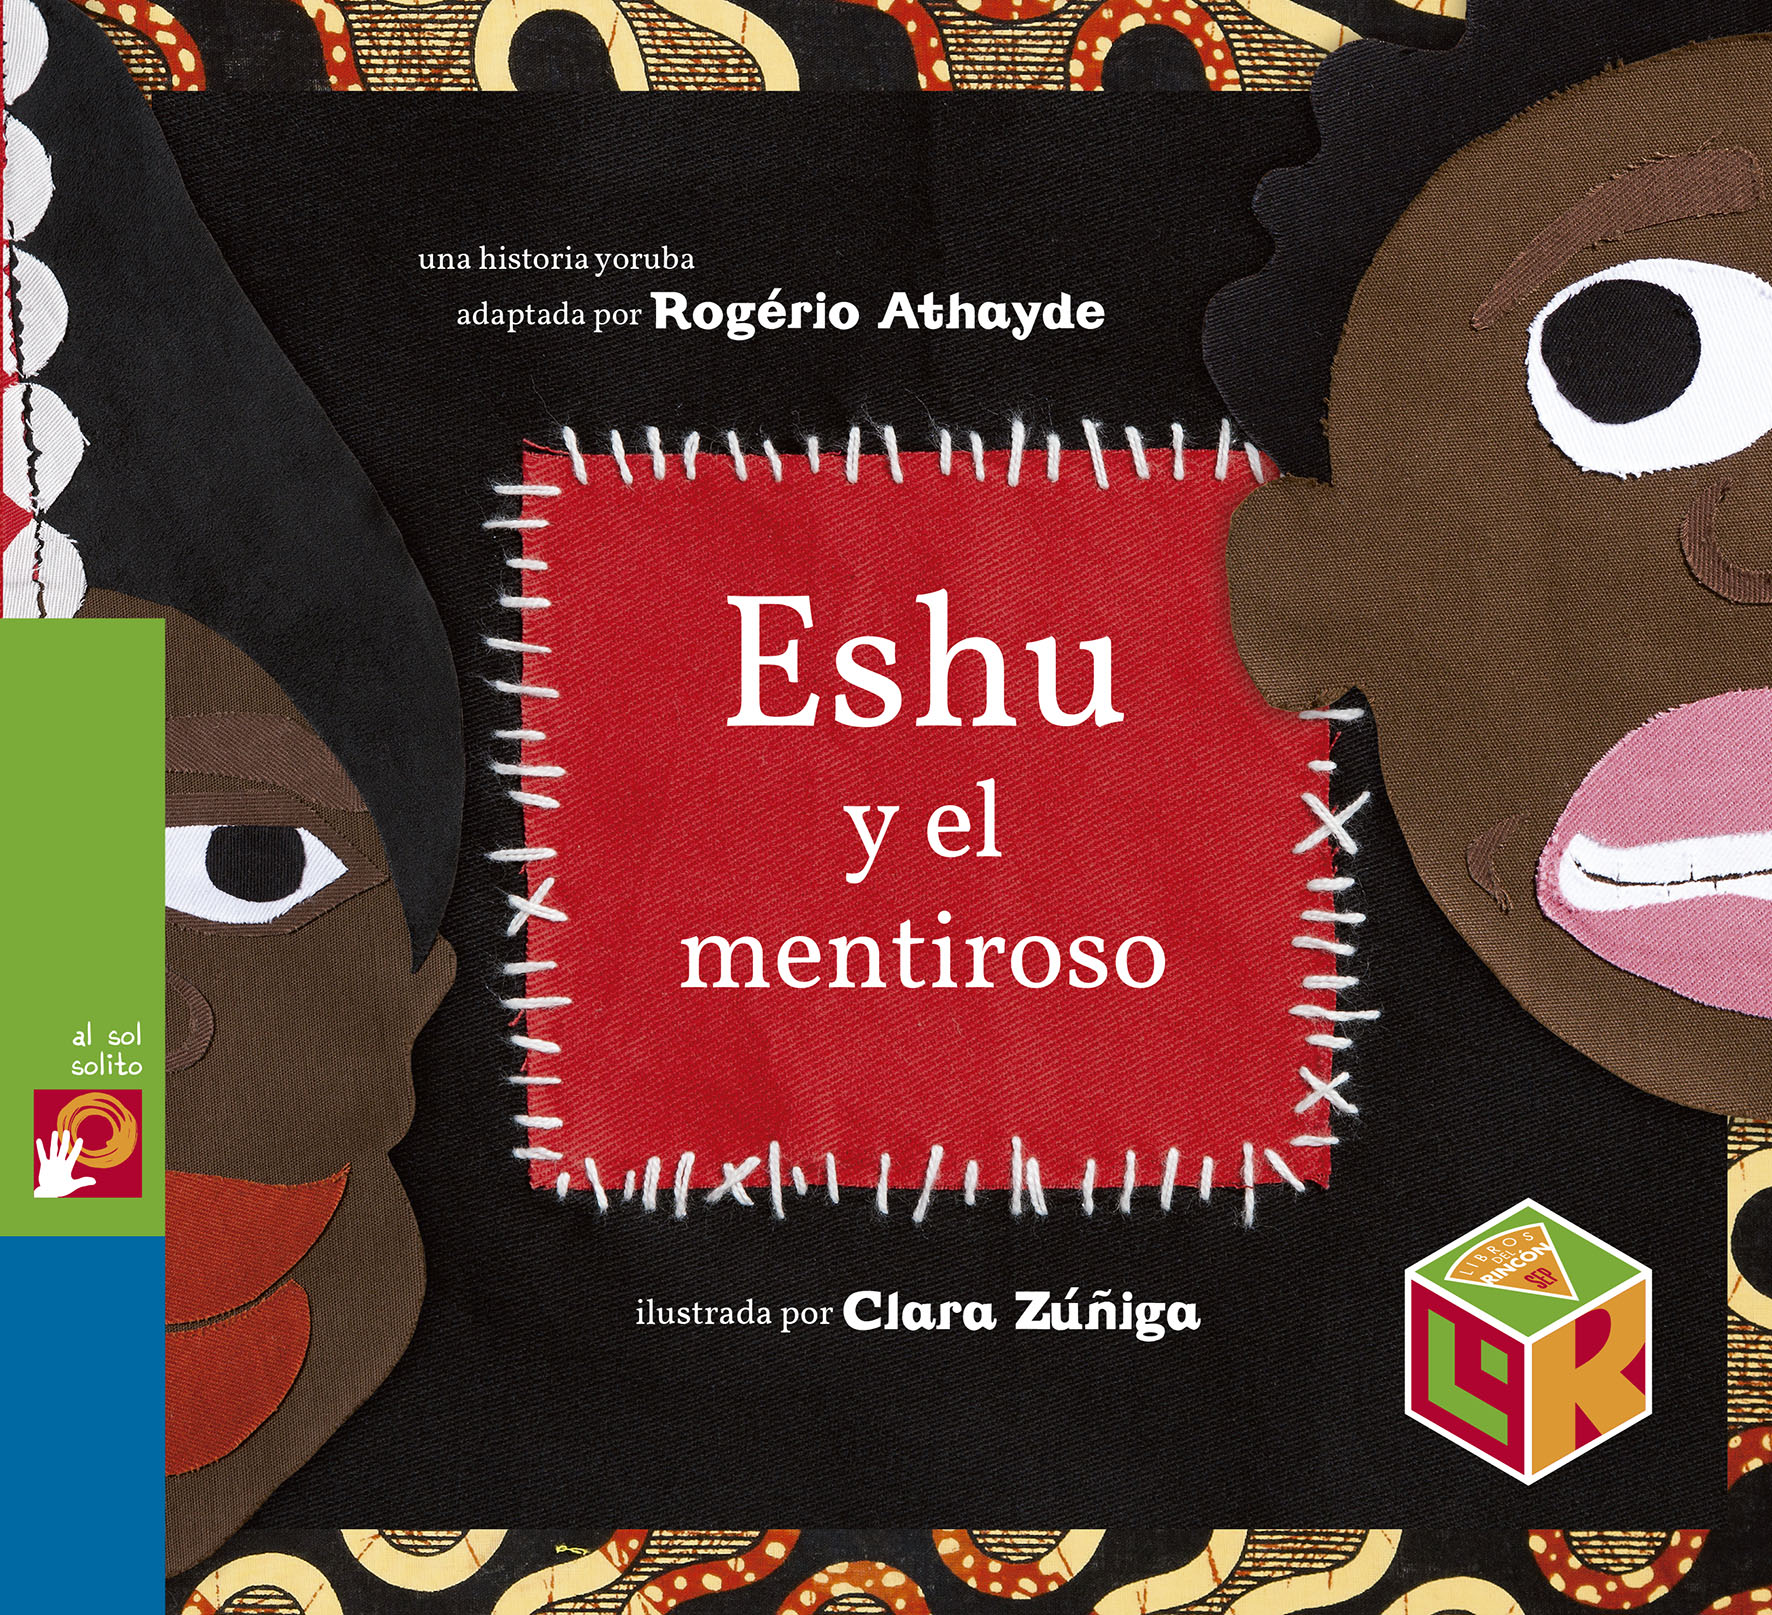 una historia yoruba
adaptada por Rogério Athayde
Eshu
y el
mentiroso
al sol
solito
ilustrada por Clara Zúñiga
LIBROS
DEL
RINCÓN
SEP
LR